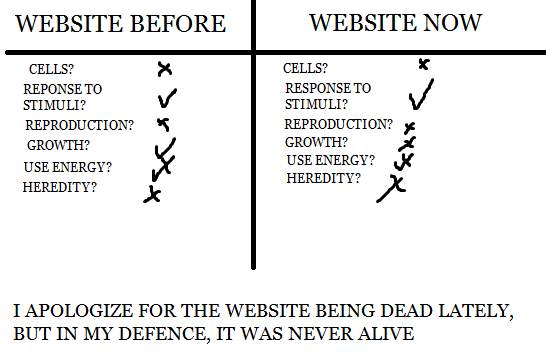 WEBSITE BEFORE
CELLS?
REPONSE TO
STIMULI?
REPRODUCTION?
GROWTH?
USE ENERGY?
HEREDITY?
WEBSITE NOW
CELLS?
RESPONSE TO
STIMULI?
REPRODUCTION?
GROWTH?
USE ENERGY?
HEREDITY?
I APOLOGIZE FOR THE WEBSITE BEING DEAD LATELY,
BUT IN MY DEFENCE, IT WAS NEVER ALIVE